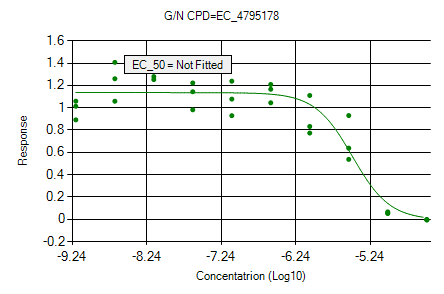 G/N CPD=EC_4795178
1.6
1.4
EC_50 = Not Fitted
1.2
1
0.8
0.6
0.4
0.2
0
-0.2
-9.24 -8.24 -7.24 -6.24 -5.24
Response
Concentatrion (Log10)